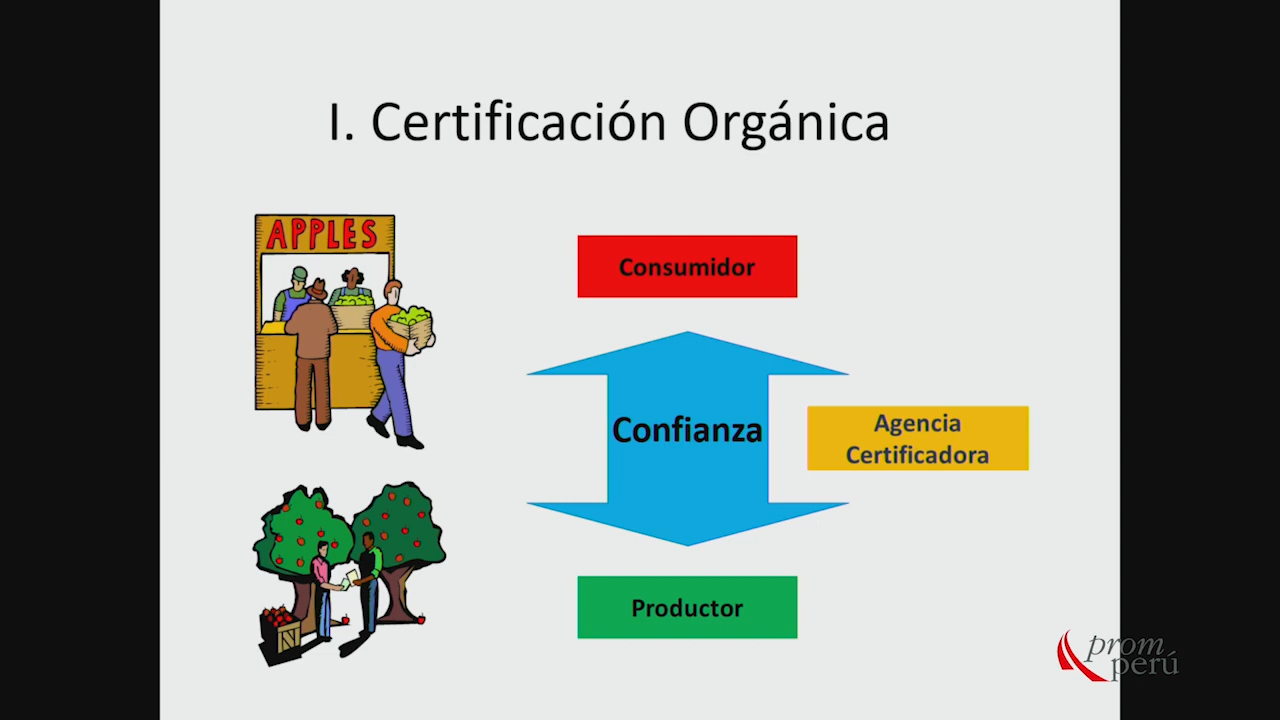 I. Certificación Orgánica
APPLES
Consumidor
Confianza
Agencia
Certificadora
Productor
prom
perú